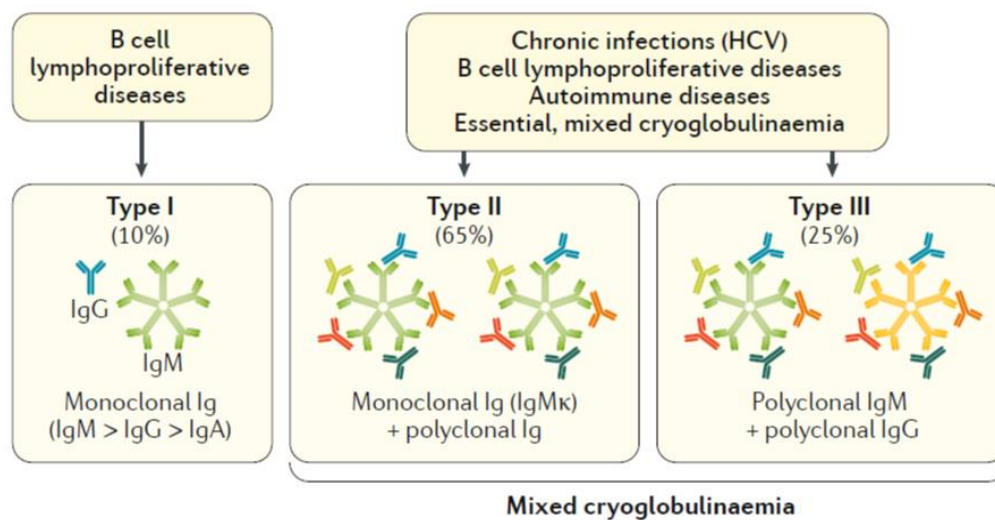 B cell
lymphoproliferative
diseases
Chronic infections (HCV)
B cell lymphoproliferative diseases
Autoimmune diseases
Essential, mixed cryoglobulinaemia
Type I
(10%)
IgG
IgM
Monoclonal Ig
(IgM > IgG > IgA)
Type II
(65%)
Monoclonal Ig (IgMκ)
+ polyclonal Ig
Type III
(25%)
Polyclonal IgM
+ polyclonal IgG
Mixed cryoglobulinaemia